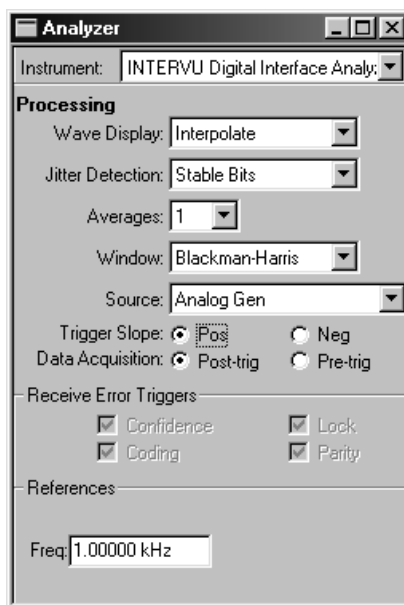 Analyzer
Instrument: INTERVU Digital Interface Analy
Processing
Wave Display: Interpolate
Jitter Detection: Stable Bits
Averages: 1
Window: Blackman-Harris
Source: Analog Gen
Trigger Slope: Pos Neg
Data Acquisition: Post-trig Pre-trig
Receive Error Triggers
Confidence Lock
Coding Parity
References
Freq: 1.00000 kHz